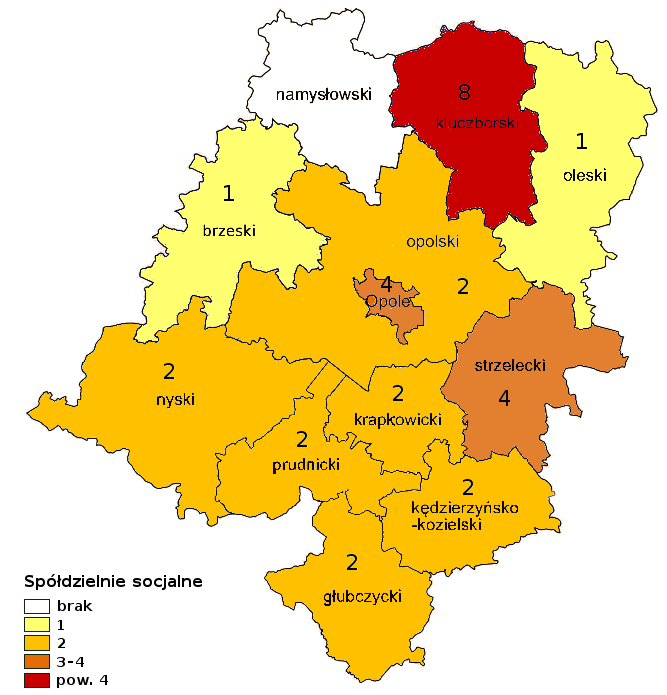 namysłowski
8
kluczborski
1
oleski
1
brzeski
opolski
4
Opole
2
strzelecki
4
2
nyski
2
krapkowicki
2
prudnicki
2
kędzierzyńsko
-kozielski
2
głubczycki
Spółdzielnie socjalne
brak
1
2
3-4
pow. 4